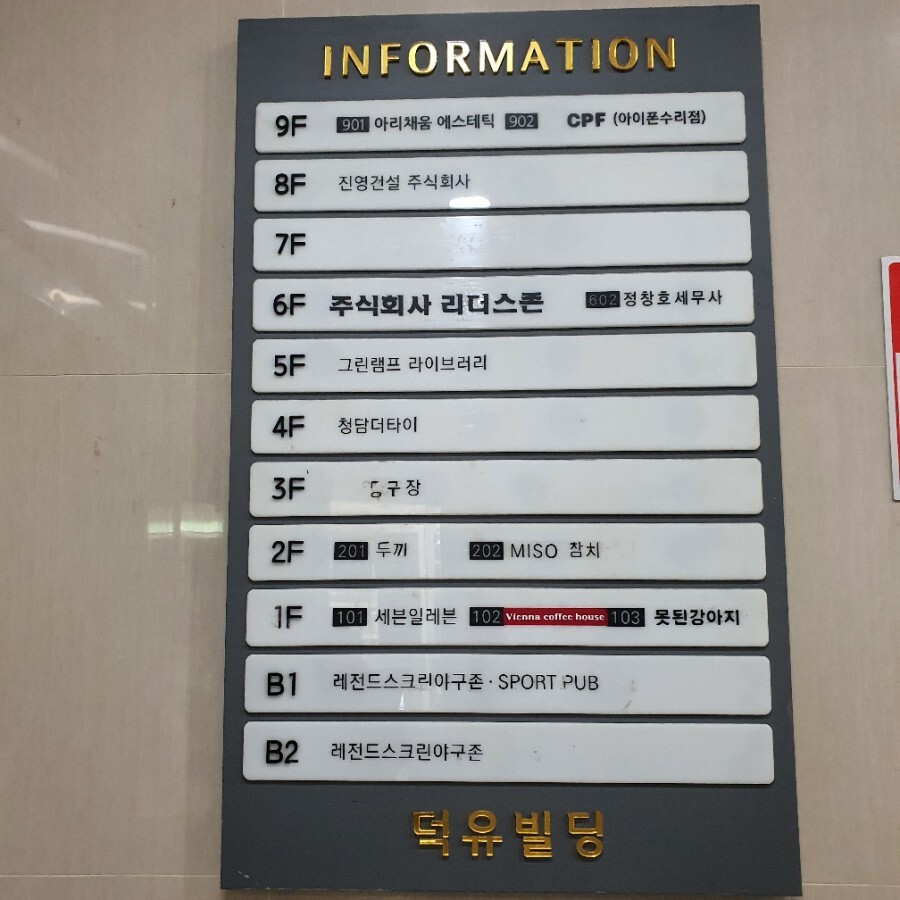 INFORMATION
9F 901 아리채움 에스테틱 902 CPF (아이폰수리점)
8F 진영건설 주식회사
7F
6F 주식회사 리더스존 602 정창호세무사
5F 그린램프 라이브러리
4F 청담더타이
3F 당구장
2F 201 두끼 202 MISO 참치
1F 101 세븐일레븐 102 Vienna coffee house 103 못된강아지
B1 레전드스크린야구존 · SPORT PUB
B2 레전드스크린야구존
덕유빌딩